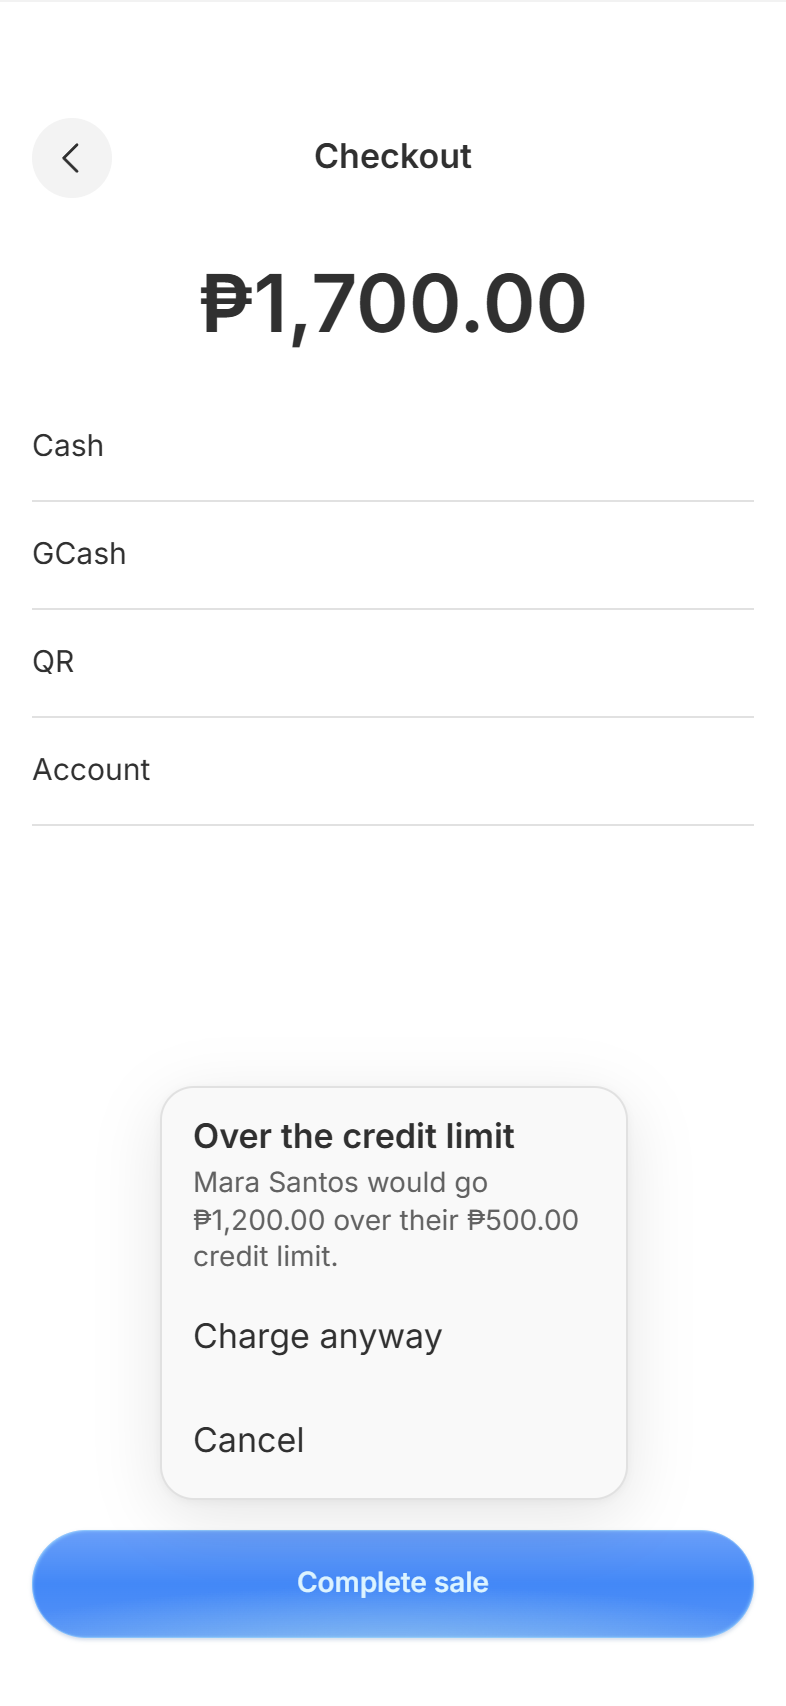 Checkout
₱1,700.00
Cash
GCash
QR
Account
Over the credit limit
Mara Santos would go
₱1,200.00 over their ₱500.00
credit limit.
Charge anyway
Cancel
Complete sale